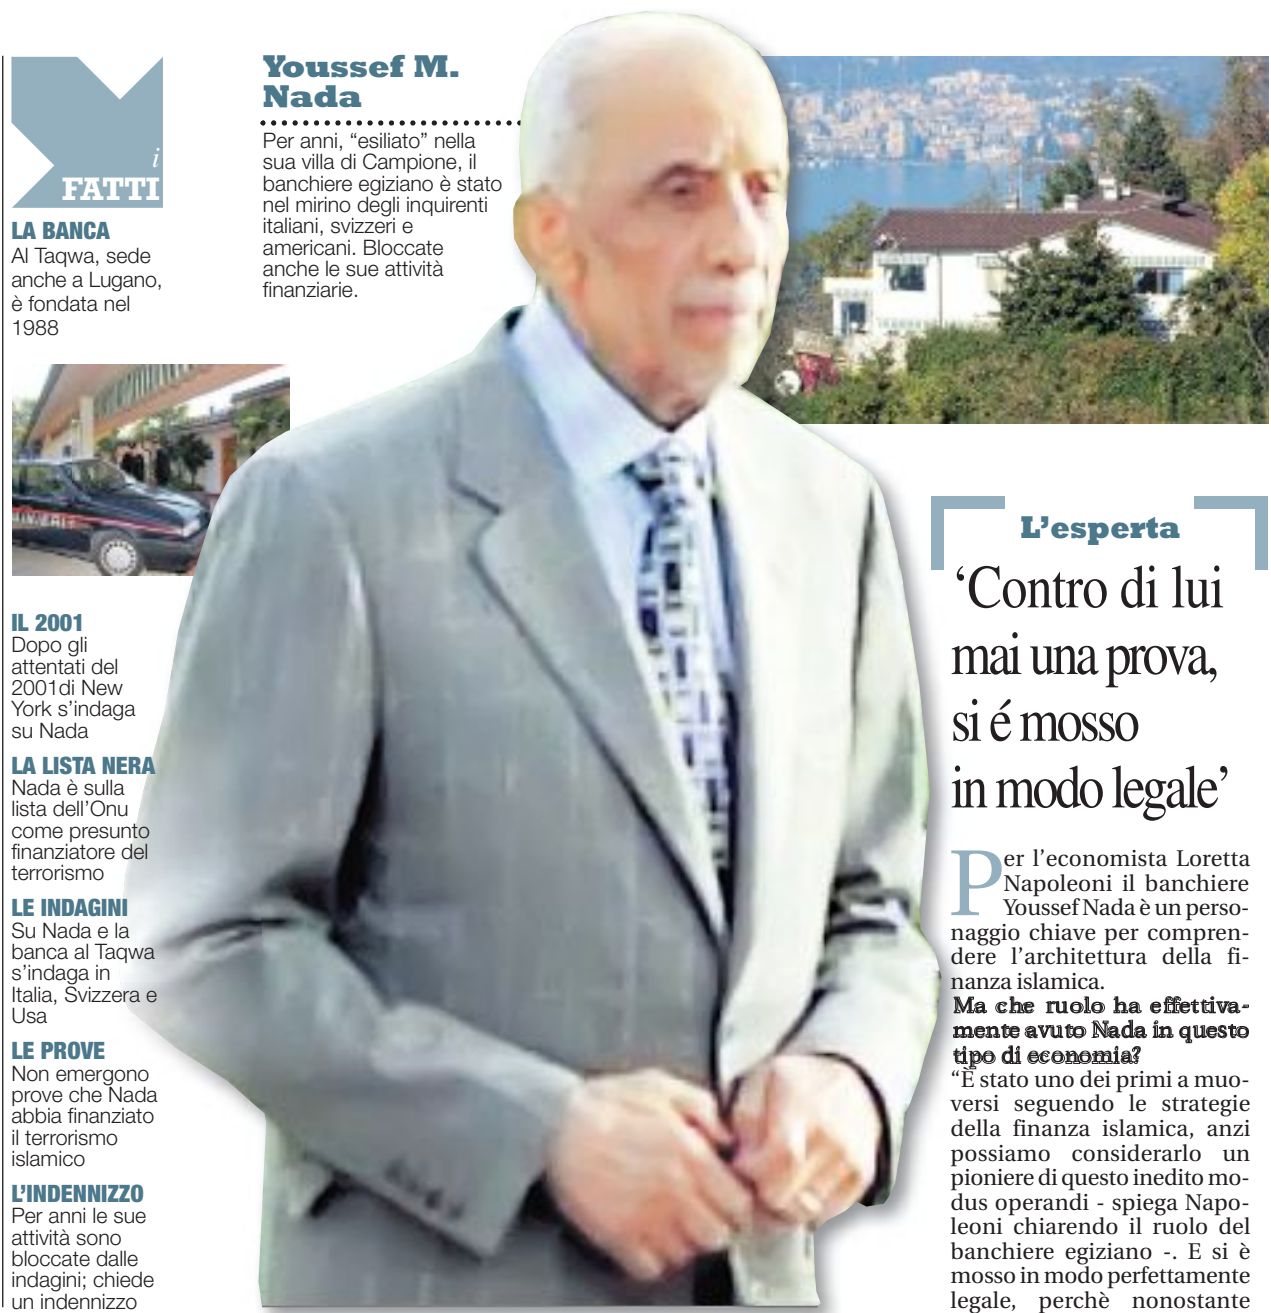 i
FATTI
LA BANCA
Al Taqwa, sede
anche a Lugano,
è fondata nel
1988
IL 2001
Dopo gli
attentati del
2001di New
York s’indaga
su Nada
LA LISTA NERA
Nada è sulla
lista dell’Onu
come presunto
finanziatore del
terrorismo
LE INDAGINI
Su Nada e la
banca al Taqwa
s’indaga in
Italia, Svizzera e
Usa
LE PROVE
Non emergono
prove che Nada
abbia finanziato
il terrorismo
islamico
L’INDENNIZZO
Per anni le sue
attività sono
bloccate dalle
indagini; chiede
un indennizzo
Youssef M.
Nada
Per anni, “esiliato” nella
sua villa di Campione, il
banchiere egiziano è stato
nel mirino degli inquirenti
italiani, svizzeri e
americani. Bloccate
anche le sue attività
finanziarie.
L’esperta
‘Contro di lui
mai una prova,
si é mosso
in modo legale’
Per l’economista Loretta
Napoleoni il banchiere
Youssef Nada è un perso-
naggio chiave per compren-
dere l’architettura della fi-
nanza islamica.
Ma che ruolo ha effettiva-
mente avuto Nada in questo
tipo di economia?
“È stato uno dei primi a muo-
versi seguendo le strategie
della finanza islamica, anzi
possiamo considerarlo un
pioniere di questo inedito mo-
dus operandi - spiega Napo-
leoni chiarendo il ruolo del
banchiere egiziano -. E si è
mosso in modo perfettamente
legale, perchè nonostante